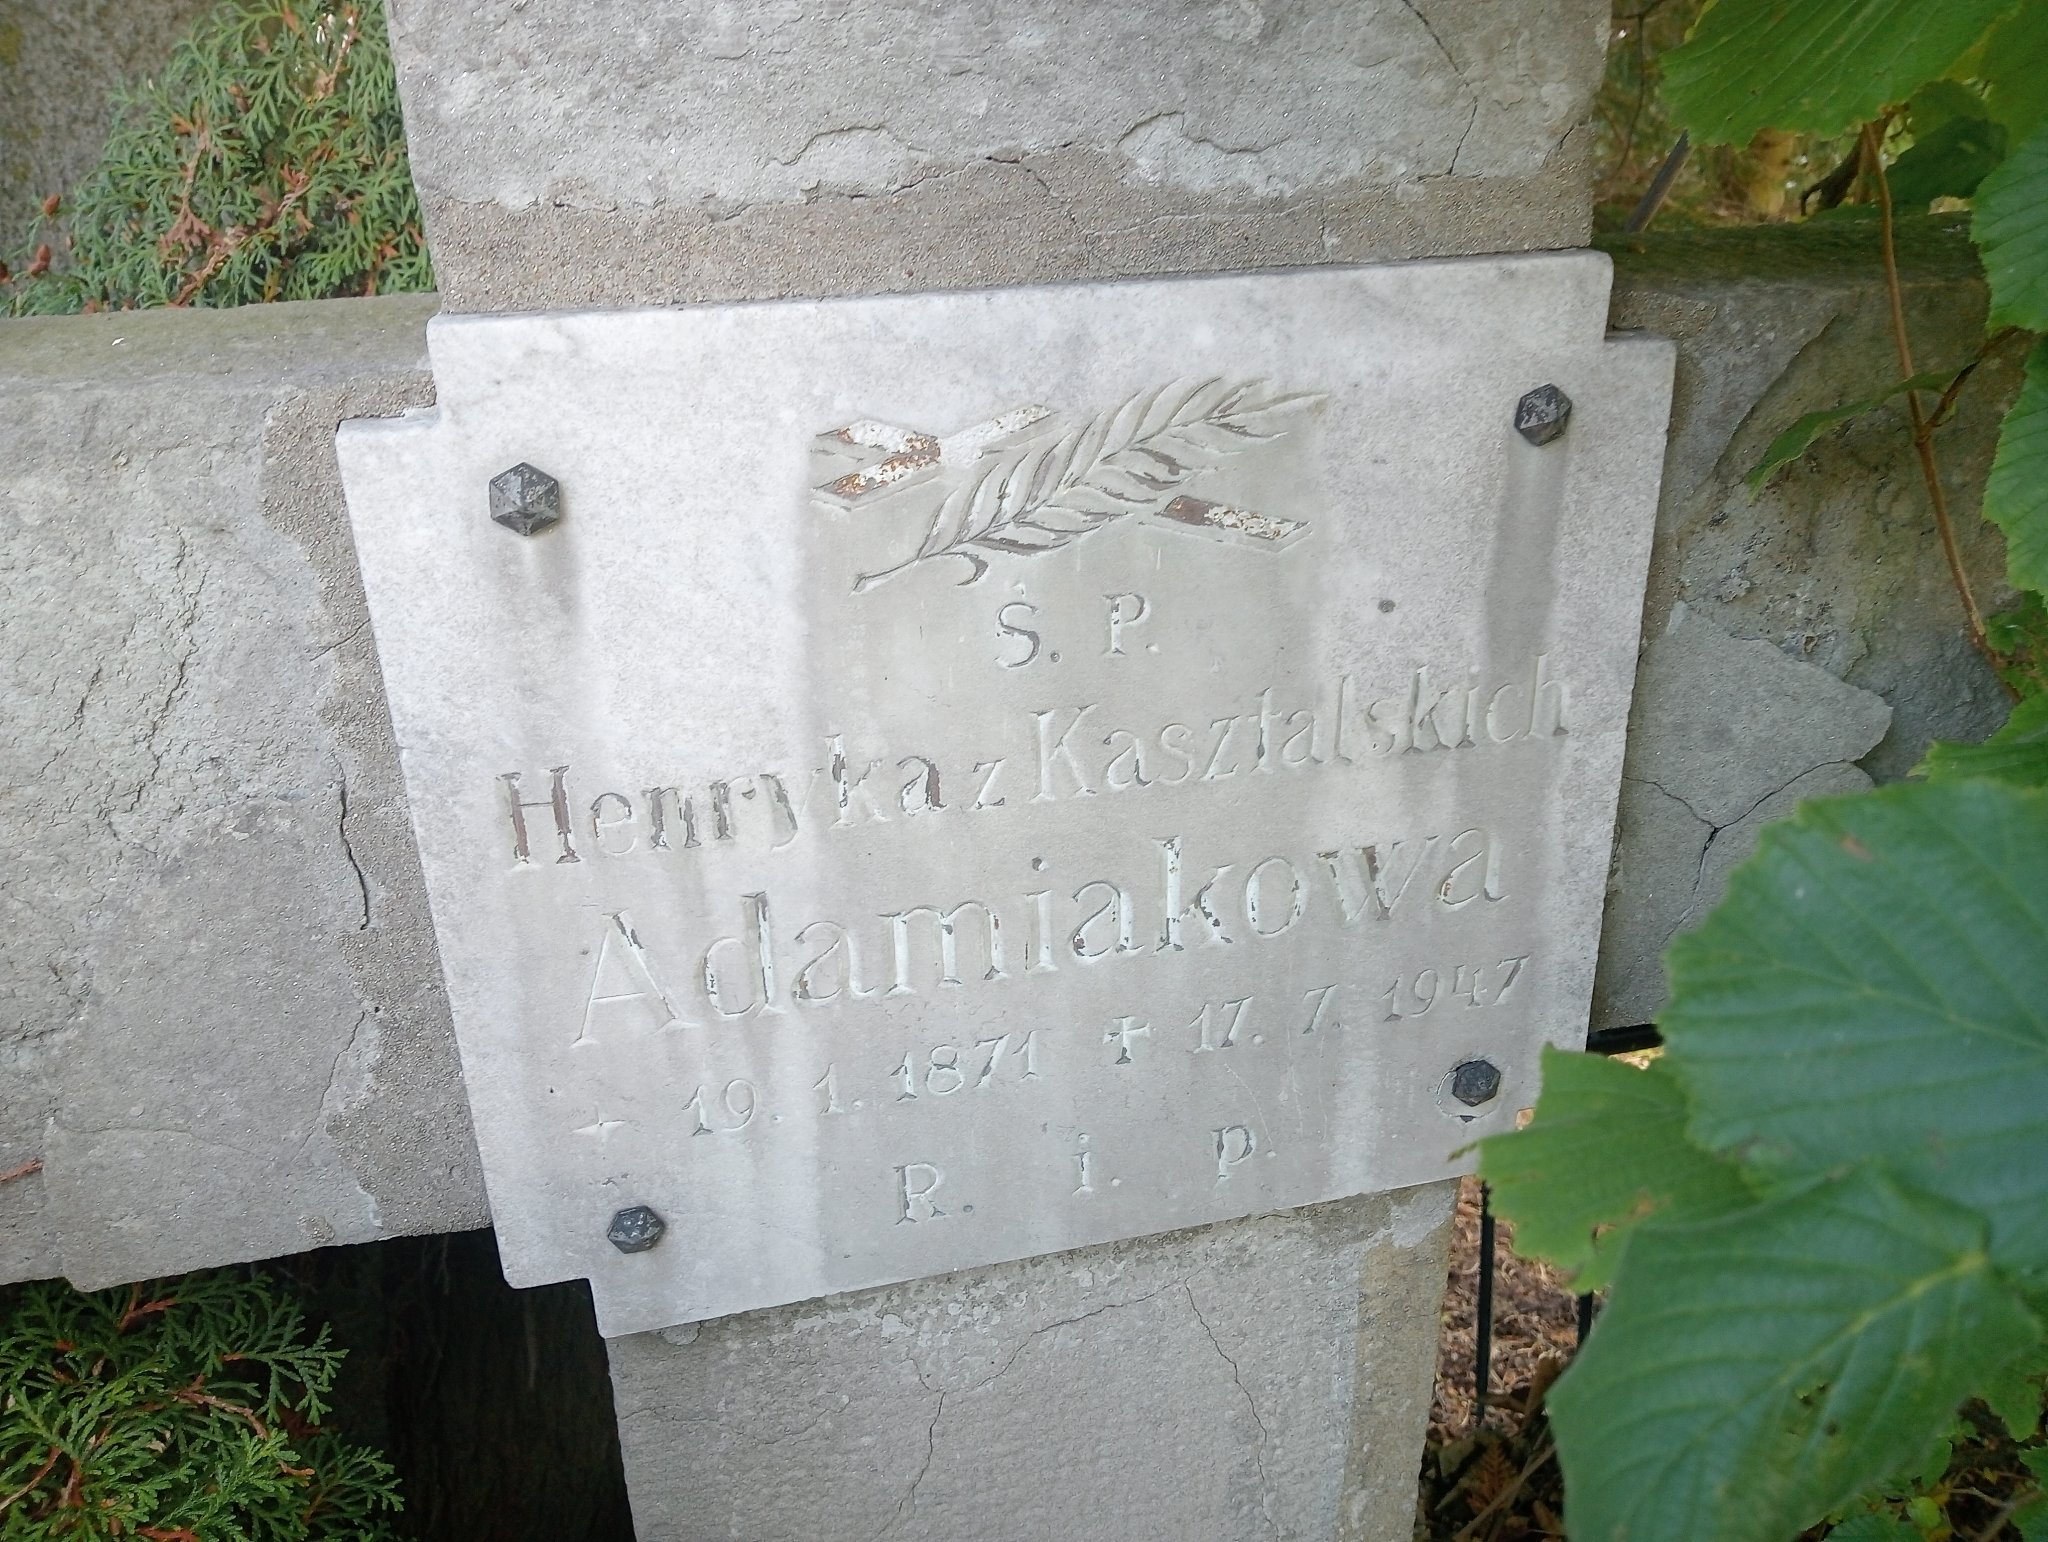 Ś. P.
Henryka z Kasztalskich
Adamiakowa
19. 1. 1871 ✝ 17. 7. 1947
R. i. p.